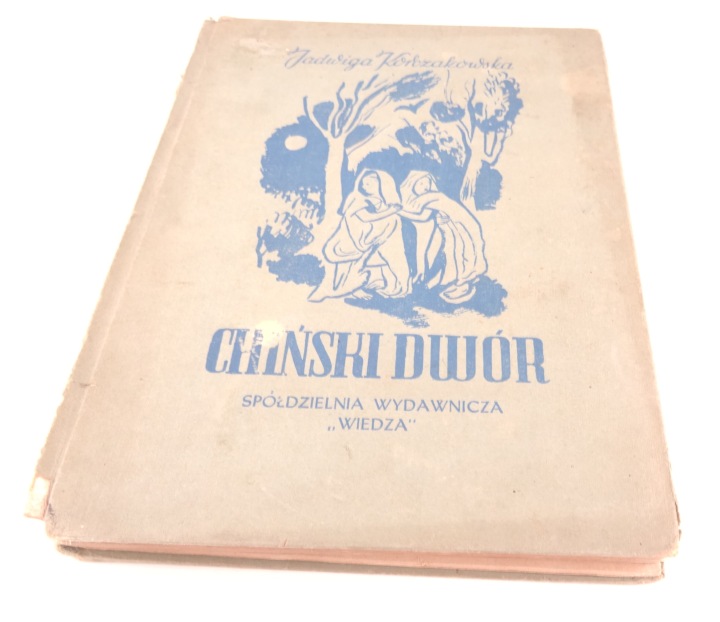 Jadwiga Korczakowska
CHIŃSKI DWÓR
SPÓŁDZIELNIA WYDAWNICZA
„WIEDZA"